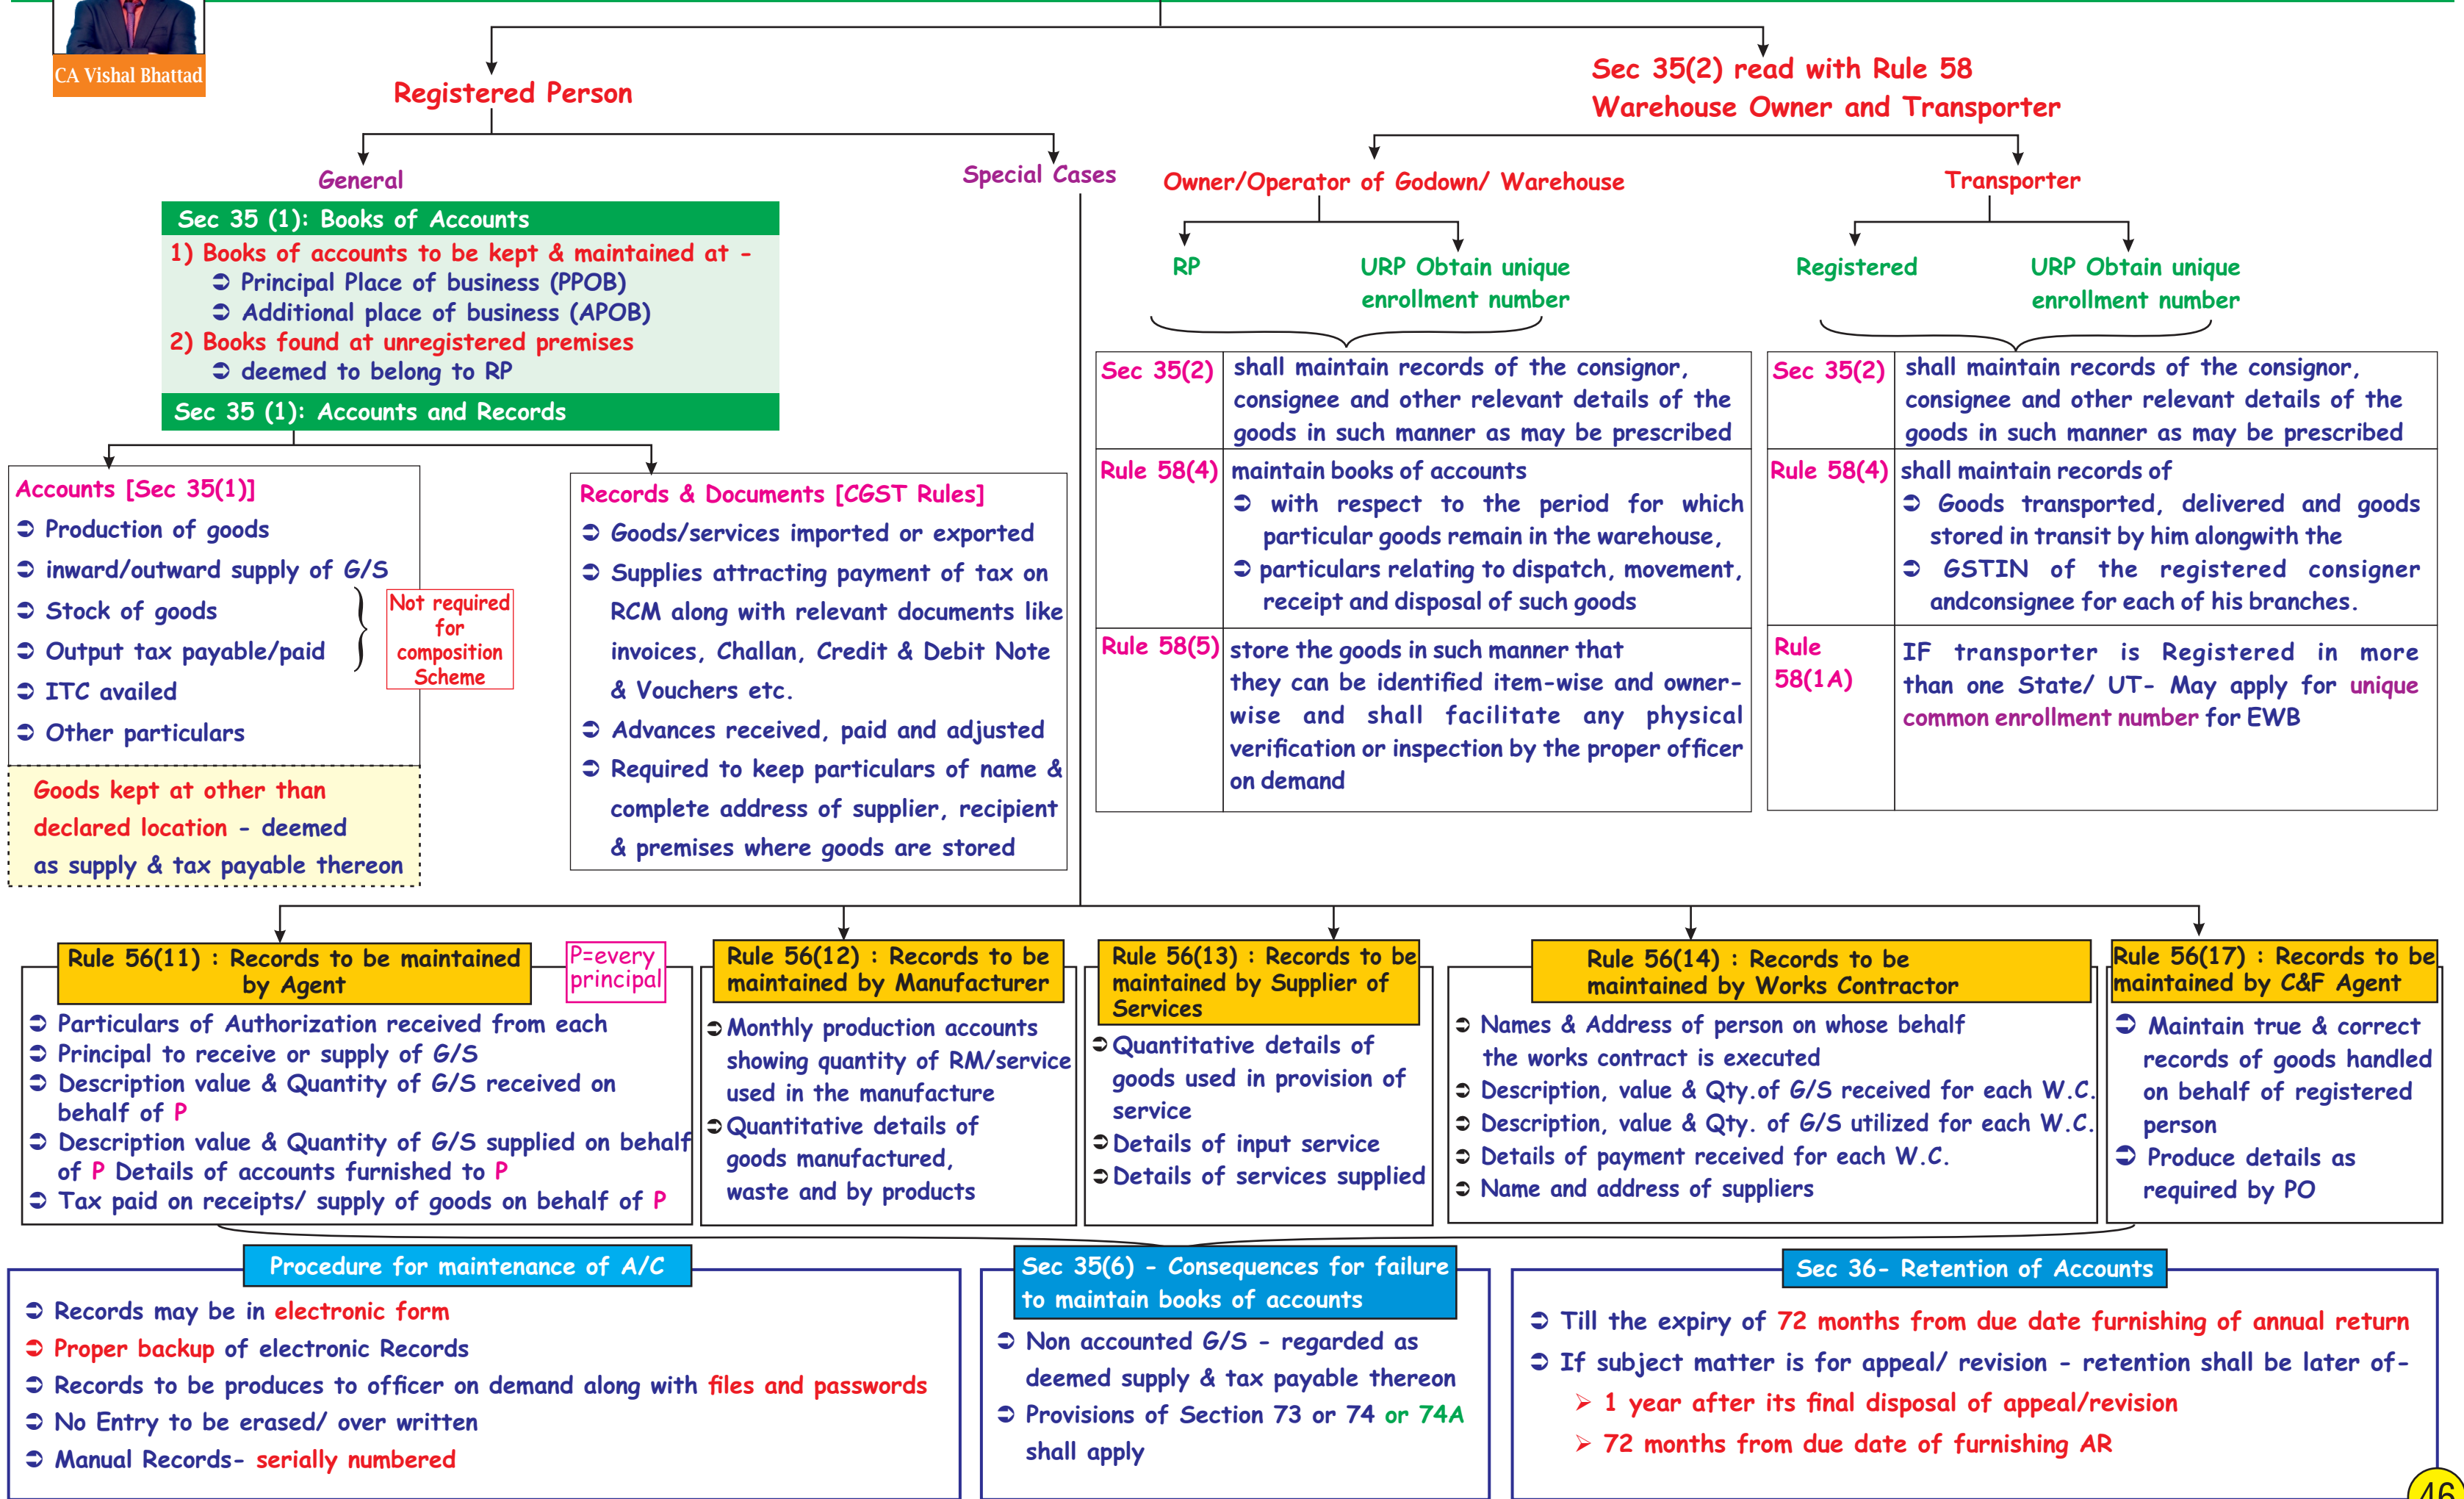 CA Vishal Bhattad
Registered Person
Sec 35(2) read with Rule 58
Warehouse Owner and Transporter
General
Special Cases
Owner/Operator of Godown/ Warehouse
Transporter
Sec 35 (1): Books of Accounts
1) Books of accounts to be kept & maintained at -
➲ Principal Place of business (PPOB)
➲ Additional place of business (APOB)
2) Books found at unregistered premises
➲ deemed to belong to RP
Sec 35 (1): Accounts and Records
RP
URP Obtain unique
enrollment number
Registered
URP Obtain unique
enrollment number
Accounts [Sec 35(1)]
➲ Production of goods
➲ inward/outward supply of G/S
➲ Stock of goods
➲ Output tax payable/paid
➲ ITC availed
➲ Other particulars
Not required
for
composition
Scheme
Goods kept at other than
declared location - deemed
as supply & tax payable thereon
Records & Documents [CGST Rules]
➲ Goods/services imported or exported
➲ Supplies attracting payment of tax on
RCM along with relevant documents like
invoices, Challan, Credit & Debit Note
& Vouchers etc.
➲ Advances received, paid and adjusted
➲ Required to keep particulars of name &
complete address of supplier, recipient
& premises where goods are stored
Sec 35(2)
shall maintain records of the consignor,
consignee and other relevant details of the
goods in such manner as may be prescribed
Rule 58(4)
maintain books of accounts
➲ with respect to the period for which
particular goods remain in the warehouse,
➲ particulars relating to dispatch, movement,
receipt and disposal of such goods
Rule 58(5)
store the goods in such manner that
they can be identified item-wise and owner-
wise and shall facilitate any physical
verification or inspection by the proper officer
on demand
Sec 35(2)
shall maintain records of the consignor,
consignee and other relevant details of the
goods in such manner as may be prescribed
Rule 58(4)
shall maintain records of
➲ Goods transported, delivered and goods
stored in transit by him alongwith the
➲ GSTIN of the registered consigner
andconsignee for each of his branches.
Rule
58(1A)
IF transporter is Registered in more
than one State/ UT- May apply for unique
common enrollment number for EWB
Rule 56(11) : Records to be maintained
by Agent
P=every
principal
➲ Particulars of Authorization received from each
➲ Principal to receive or supply of G/S
➲ Description value & Quantity of G/S received on
behalf of P
➲ Description value & Quantity of G/S supplied on behalf
of P Details of accounts furnished to P
➲ Tax paid on receipts/ supply of goods on behalf of P
Rule 56(12) : Records to be
maintained by Manufacturer
➲ Monthly production accounts
showing quantity of RM/service
used in the manufacture
➲ Quantitative details of
goods manufactured,
waste and by products
Rule 56(13) : Records to be
maintained by Supplier of
Services
➲ Quantitative details of
goods used in provision of
service
➲ Details of input service
➲ Details of services supplied
Rule 56(14) : Records to be
maintained by Works Contractor
➲ Names & Address of person on whose behalf
the works contract is executed
➲ Description, value & Qty.of G/S received for each W.C.
➲ Description, value & Qty. of G/S utilized for each W.C.
➲ Details of payment received for each W.C.
➲ Name and address of suppliers
Rule 56(17) : Records to be
maintained by C&F Agent
➲ Maintain true & correct
records of goods handled
on behalf of registered
person
➲ Produce details as
required by PO
Procedure for maintenance of A/C
➲ Records may be in electronic form
➲ Proper backup of electronic Records
➲ Records to be produces to officer on demand along with files and passwords
➲ No Entry to be erased/ over written
➲ Manual Records- serially numbered
Sec 35(6) - Consequences for failure
to maintain books of accounts
➲ Non accounted G/S - regarded as
deemed supply & tax payable thereon
➲ Provisions of Section 73 or 74 or 74A
shall apply
Sec 36- Retention of Accounts
➲ Till the expiry of 72 months from due date furnishing of annual return
➲ If subject matter is for appeal/ revision - retention shall be later of-
➢ 1 year after its final disposal of appeal/revision
➢ 72 months from due date of furnishing AR
46